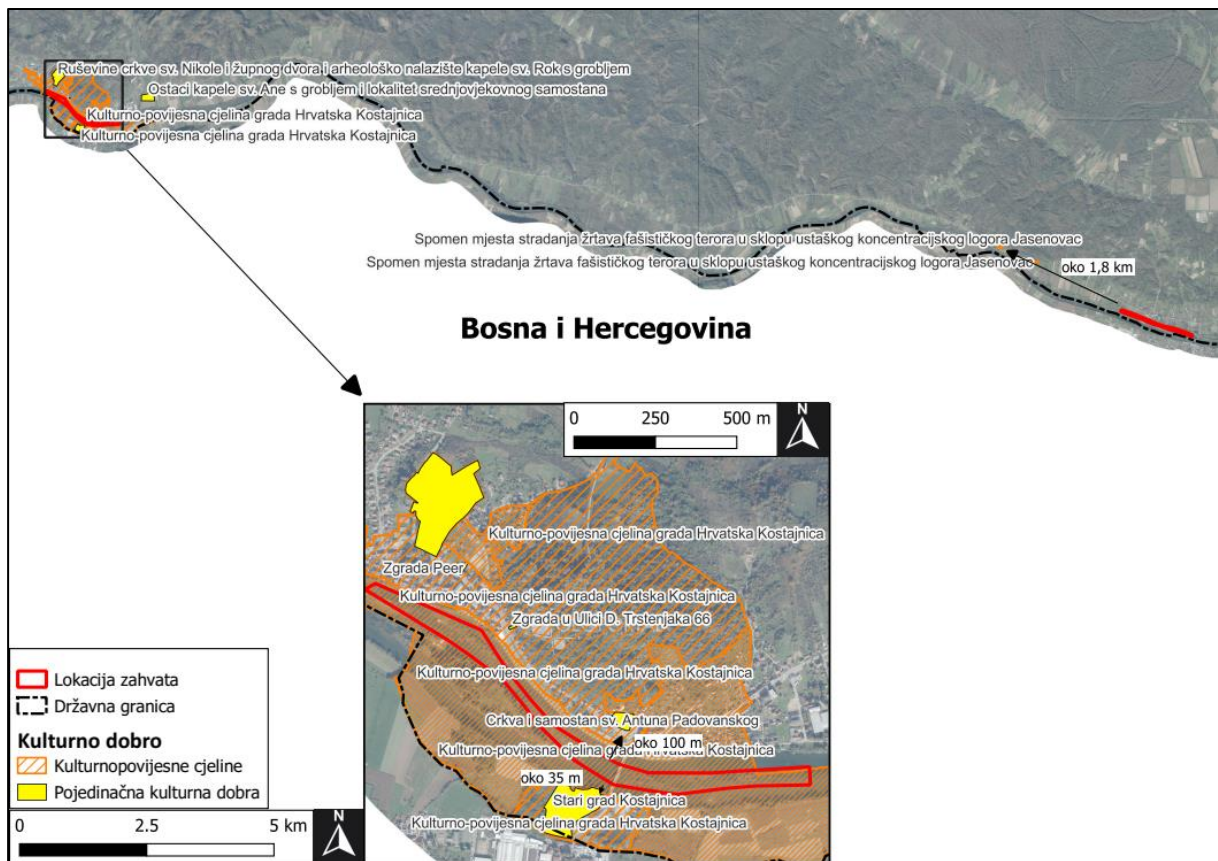 Ruševine crkve sv. Nikole i župnog dvora i arheološko nalazište kapele sv. Rok s grobljem
Ostaci kapele sv. Ane s grobljem i lokalitet srednjovjekovnog samostana
Kulturno-povijesna cjelina grada Hrvatska Kostajnica
Kulturno-povijesna cjelina grada Hrvatska Kostajnica
Spomen mjesta stradanja žrtava fašističkog terora u sklopu ustaškog koncentracijskog logora Jasenovac
Spomen mjesta stradanja žrtava fašističkog terora u sklopu ustaškog koncentracijskog logora Jasenovac
oko 1,8 km
Bosna i Hercegovina
0 250 500 m
N
Kulturno-povijesna cjelina grada Hrvatska Kostajnica
Zgrada Peer
Kulturno-povijesna cjelina grada Hrvatska Kostajnica
Zgrada u Ulici D. Trstenjaka 66
Kulturno-povijesna cjelina grada Hrvatska Kostajnica
Crkva i samostan sv. Antuna Padovanskog
Kulturno-povijesna cjelina grada Hrvatska Kostajnica
oko 100 m
oko 35 m
Stari grad Kostajnica
Kulturno-povijesna cjelina grada Hrvatska Kostajnica
Lokacija zahvata
Državna granica
Kulturno dobro
Kulturnopovijesne cjeline
Pojedinačna kulturna dobra
0 2.5 5 km
N